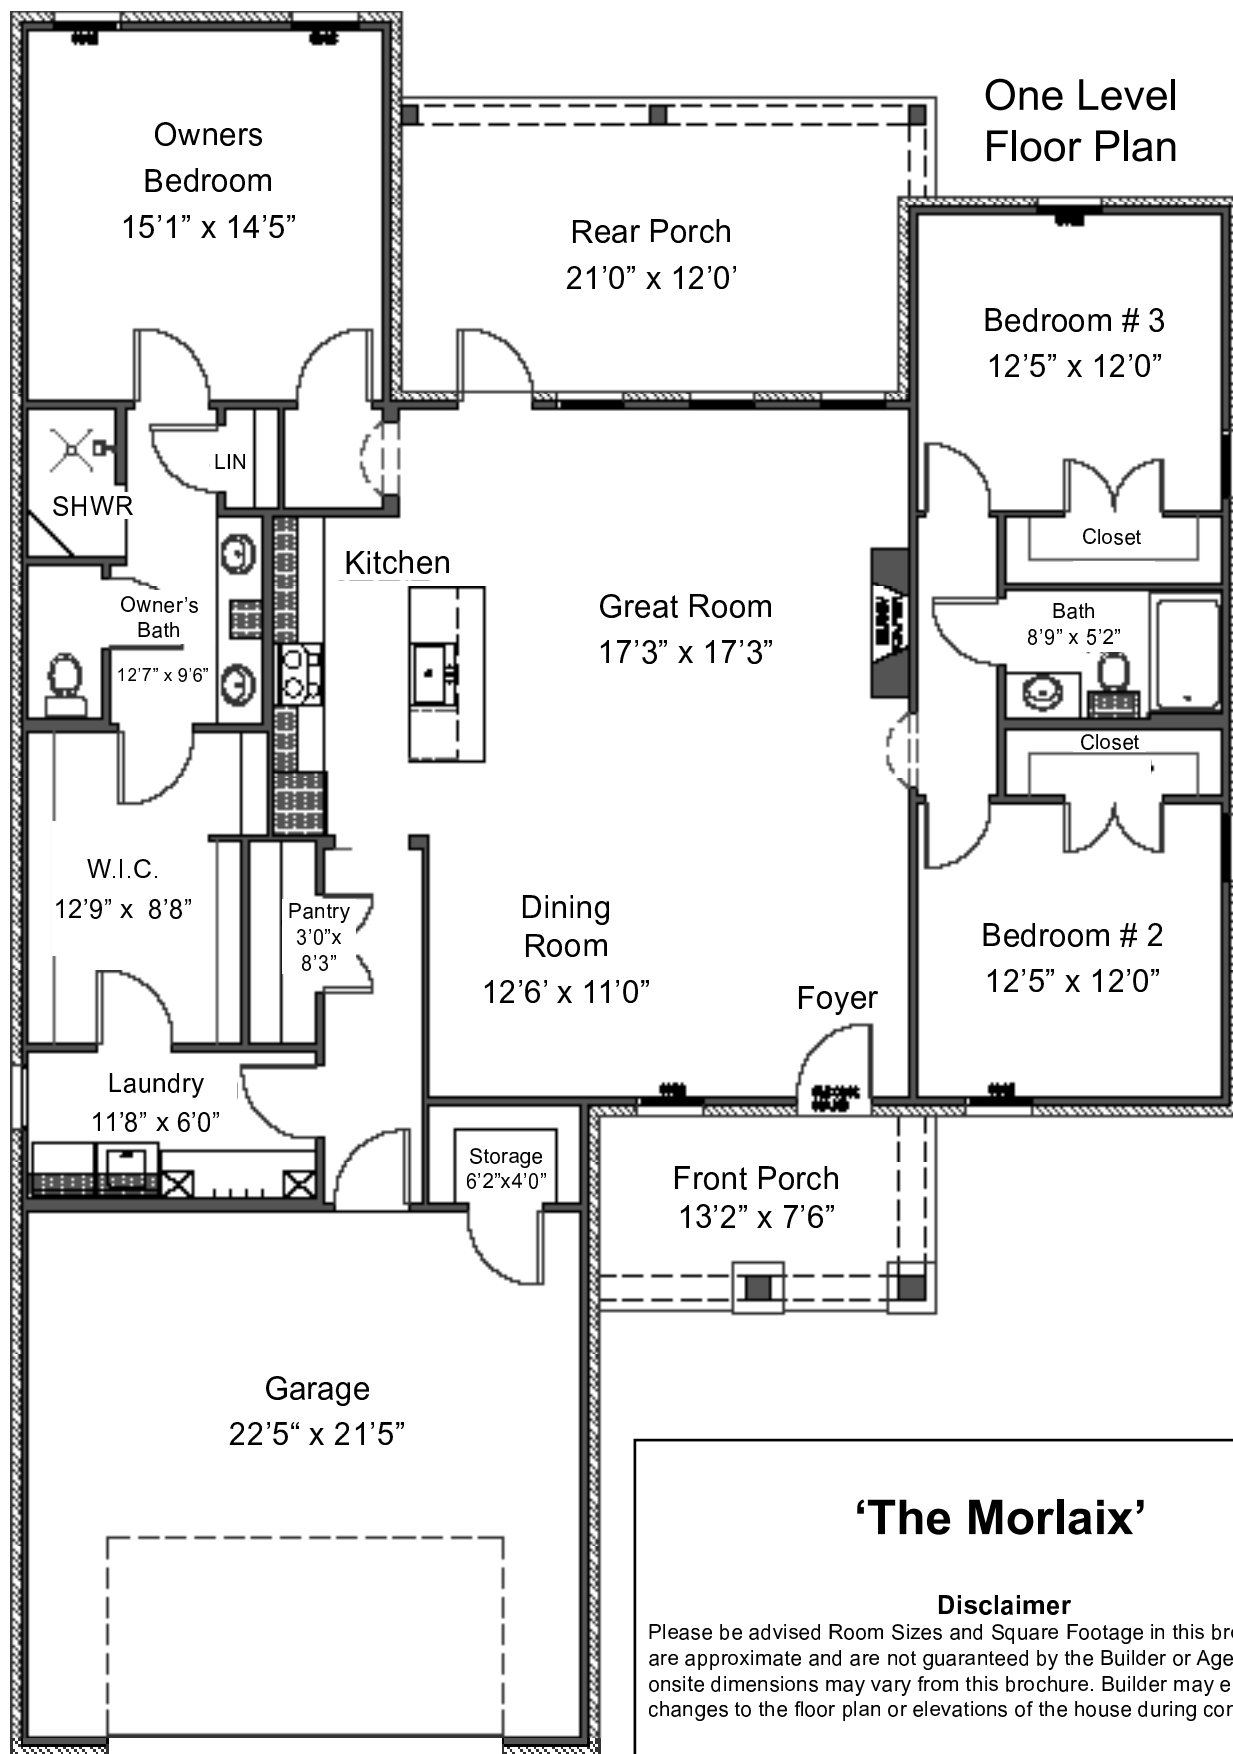 One Level
Floor Plan
Owners
Bedroom
15’1” x 14’5”
Rear Porch
21’0” x 12’0’
Bedroom # 3
12’5” x 12’0”
LIN
SHWR
Closet
Kitchen
Great Room
17’3” x 17’3”
Owner’s
Bath
12’7” x 9’6”
Bath
8’9” x 5’2”
Closet
W.I.C.
12’9” x 8’8”
Pantry
3’0”x
8’3”
Dining
Room
12’6’ x 11’0”
Foyer
Bedroom # 2
12’5” x 12’0”
Laundry
11’8” x 6’0”
Storage
6’2”x4’0”
Front Porch
13’2” x 7’6”
Garage
22’5“ x 21’5”
‘The Morlaix’
Disclaimer
Please be advised Room Sizes and Square Footage in this
are approximate and are not guaranteed by the Builder or
onsite dimensions may vary from this brochure. Builder may
changes to the floor plan or elevations of the house during